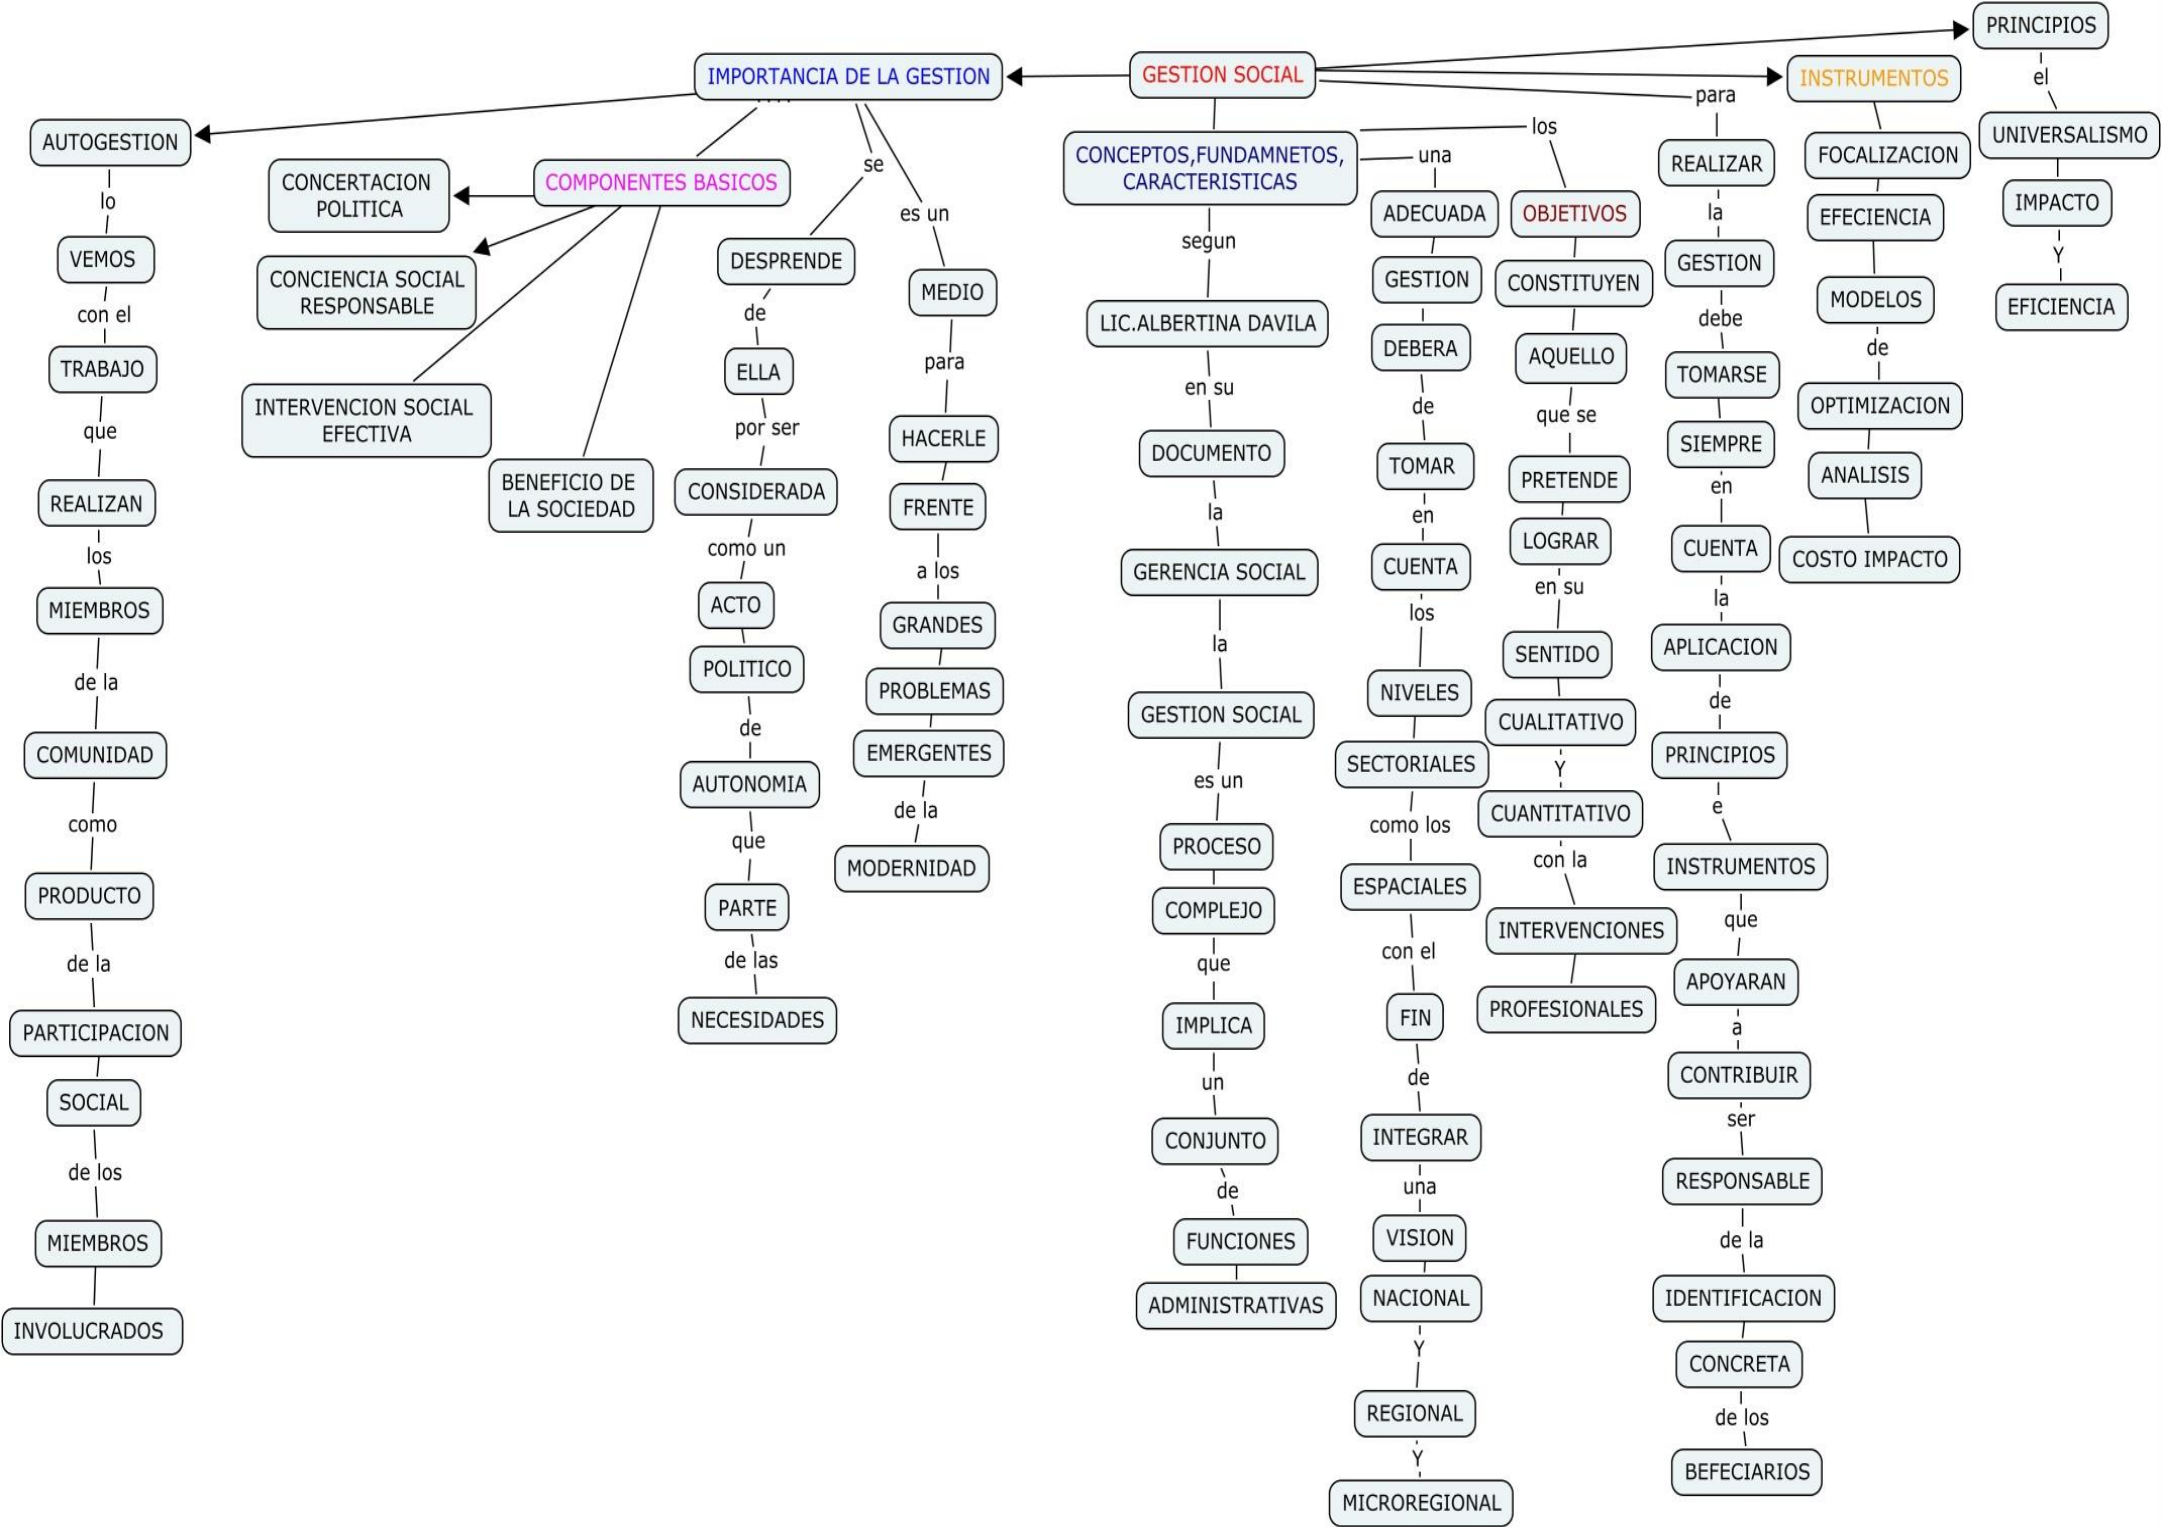 PRINCIPIOS
el
UNIVERSALISMO
IMPACTO
Y
EFICIENCIA
GESTION SOCIAL
IMPORTANCIA DE LA GESTION
INSTRUMENTOS
FOCALIZACION
EFECIENCIA
MODELOS
de
OPTIMIZACION
ANALISIS
COSTO IMPACTO
AUTOGESTION
lo
VEMOS
con el
TRABAJO
que
REALIZAN
los
MIEMBROS
de la
COMUNIDAD
como
PRODUCTO
de la
PARTICIPACION
SOCIAL
de los
MIEMBROS
INVOLUCRADOS
....
COMPONENTES BASICOS
CONCERTACION
POLITICA
CONCIENCIA SOCIAL
RESPONSABLE
INTERVENCION SOCIAL
EFECTIVA
BENEFICIO DE
LA SOCIEDAD
se
DESPRENDE
de
ELLA
por ser
CONSIDERADA
como un
ACTO
POLITICO
de
AUTONOMIA
que
PARTE
de las
NECESIDADES
es un
MEDIO
para
HACERLE
FRENTE
a los
GRANDES
PROBLEMAS
EMERGENTES
de la
MODERNIDAD
CONCEPTOS,FUNDAMNETOS,
CARACTERISTICAS
segun
LIC.ALBERTINA DAVILA
en su
DOCUMENTO
la
GERENCIA SOCIAL
la
GESTION SOCIAL
es un
PROCESO
COMPLEJO
que
IMPLICA
un
CONJUNTO
de
FUNCIONES
ADMINISTRATIVAS
una
ADECUADA
GESTION
DEBERA
de
TOMAR
en
CUENTA
los
NIVELES
SECTORIALES
como los
ESPACIALES
con el
FIN
de
INTEGRAR
una
VISION
NACIONAL
Y
REGIONAL
Y
MICROREGIONAL
los
OBJETIVOS
CONSTITUYEN
AQUELLO
que se
PRETENDE
LOGRAR
en su
SENTIDO
CUALITATIVO
Y
CUANTITATIVO
con la
INTERVENCIONES
PROFESIONALES
para
REALIZAR
la
GESTION
debe
TOMARSE
SIEMPRE
en
CUENTA
la
APLICACION
de
PRINCIPIOS
e
INSTRUMENTOS
que
APOYARAN
a
CONTRIBUIR
ser
RESPONSABLE
de la
IDENTIFICACION
CONCRETA
de los
BEFECIARIOS